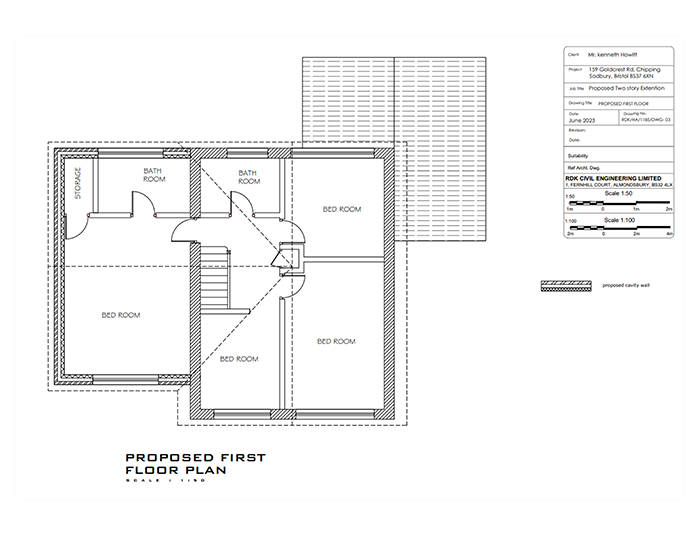 Client Mr. kenneth Howitt
Project 159 Goldcrest Rd, Chipping
Sodbury, Bristol BS37 6XN
Job Title Proposed Two story Extention
Drawing Title PROPOSED FIRST FLOOR
Date Drawing No.
June 2023 RDK/HA/1185/DWG- 03
Revision:
Date:
Suitability
Ref Archt. Dwg.
RDK CIVIL ENGINEERING LIMITED
1, FERNHILL COURT, ALMONDSBURY, BS32 4LX
1:50 Scale 1:50
1m 0 1m 2m
1:100 Scale 1:100
2m 0 2m 4m
STORAGE
BATH
ROOM
BATH
ROOM
BED ROOM
proposed cavity wall
BED ROOM
BED ROOM
BED ROOM
PROPOSED FIRST
FLOOR PLAN
SCALE : 1:50